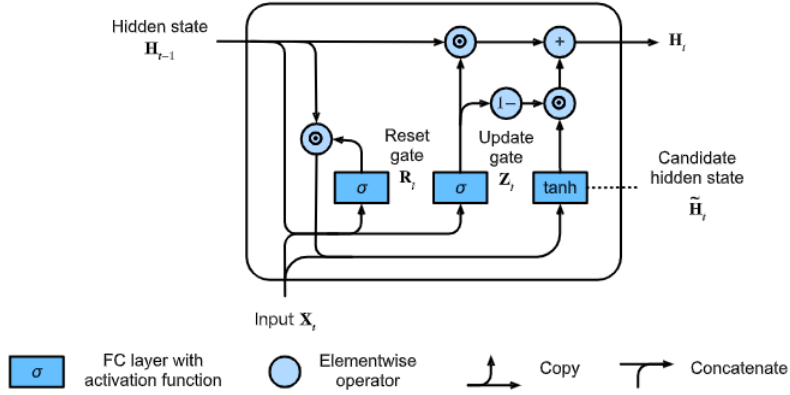 Hidden state
H_{t−1}
⊙
+
H_t
1−
⊙
⊙
Reset
gate
R_t
Update
gate
Z_t
σ
σ
tanh
Candidate
hidden state
H̃_t
Input X_t
σ
FC layer with
activation function
Elementwise
operator
Copy
Concatenate